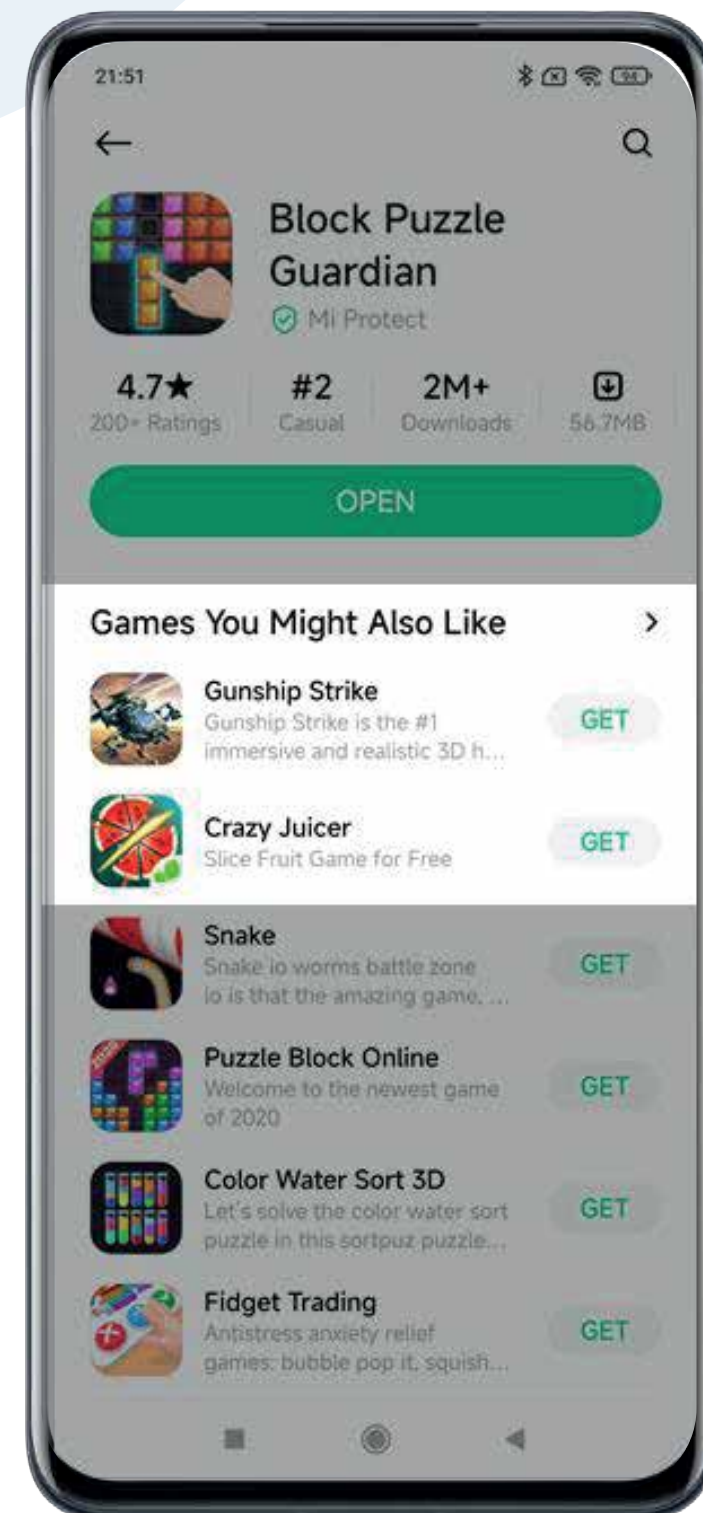 21:51
94
Block Puzzle
Guardian
Mi Protect
4.7★
#2
2M+
200+ Ratings
Casual
Downloads
56.7MB
OPEN
Games You Might Also Like
Gunship Strike
Gunship Strike is the #1
immersive and realistic 3D h...
GET
Crazy Juicer
Slice Fruit Game for Free
GET
Snake
Snake io worms battle zone
io is that the amazing game, ...
GET
2020
Puzzle Block Online
Welcome to the newest game
of 2020
GET
Color Water Sort 3D
Let's solve the color water sort
puzzle in this sortpuz puzzle...
GET
Fidget Trading
Antistress anxiety relief
games: bubble pop it, squish...
GET